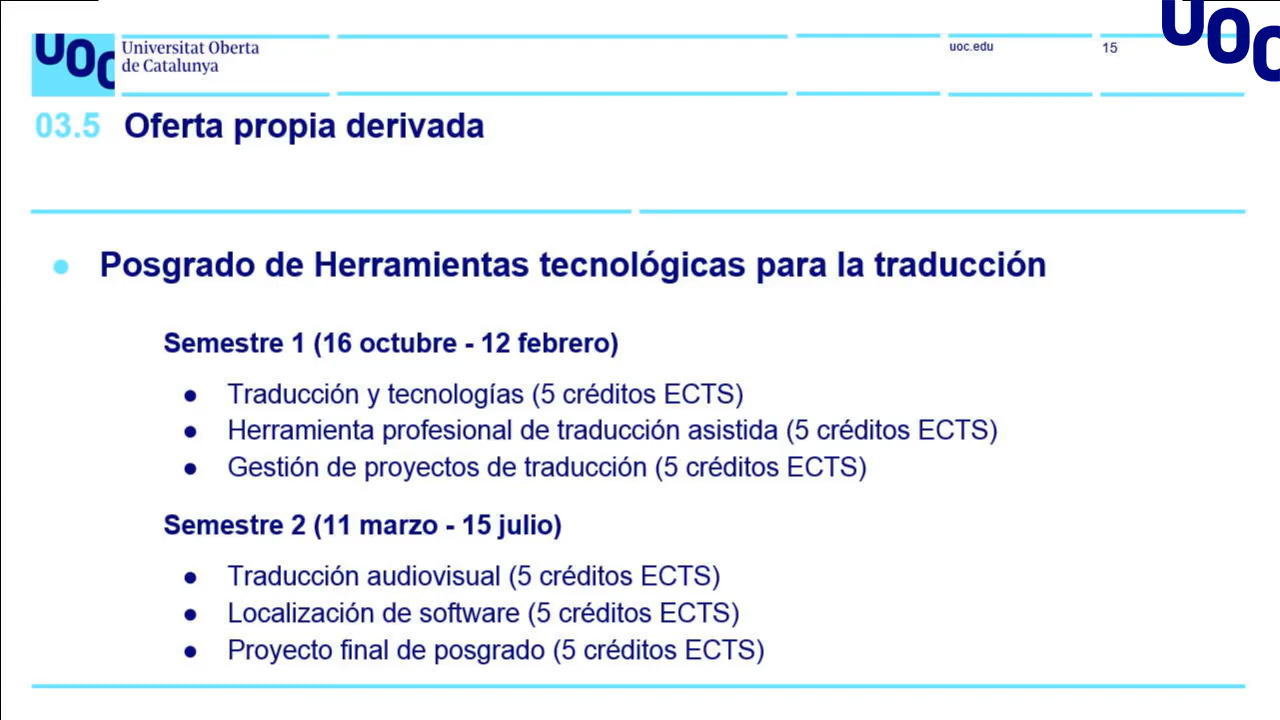 UOC
Universitat Oberta
de Catalunya
uoc.edu
15
UOC
03.5 Oferta propia derivada
● Posgrado de Herramientas tecnológicas para la traducción
Semestre 1 (16 octubre - 12 febrero)
● Traducción y tecnologías (5 créditos ECTS)
● Herramienta profesional de traducción asistida (5 créditos ECTS)
● Gestión de proyectos de traducción (5 créditos ECTS)
Semestre 2 (11 marzo - 15 julio)
● Traducción audiovisual (5 créditos ECTS)
● Localización de software (5 créditos ECTS)
● Proyecto final de posgrado (5 créditos ECTS)